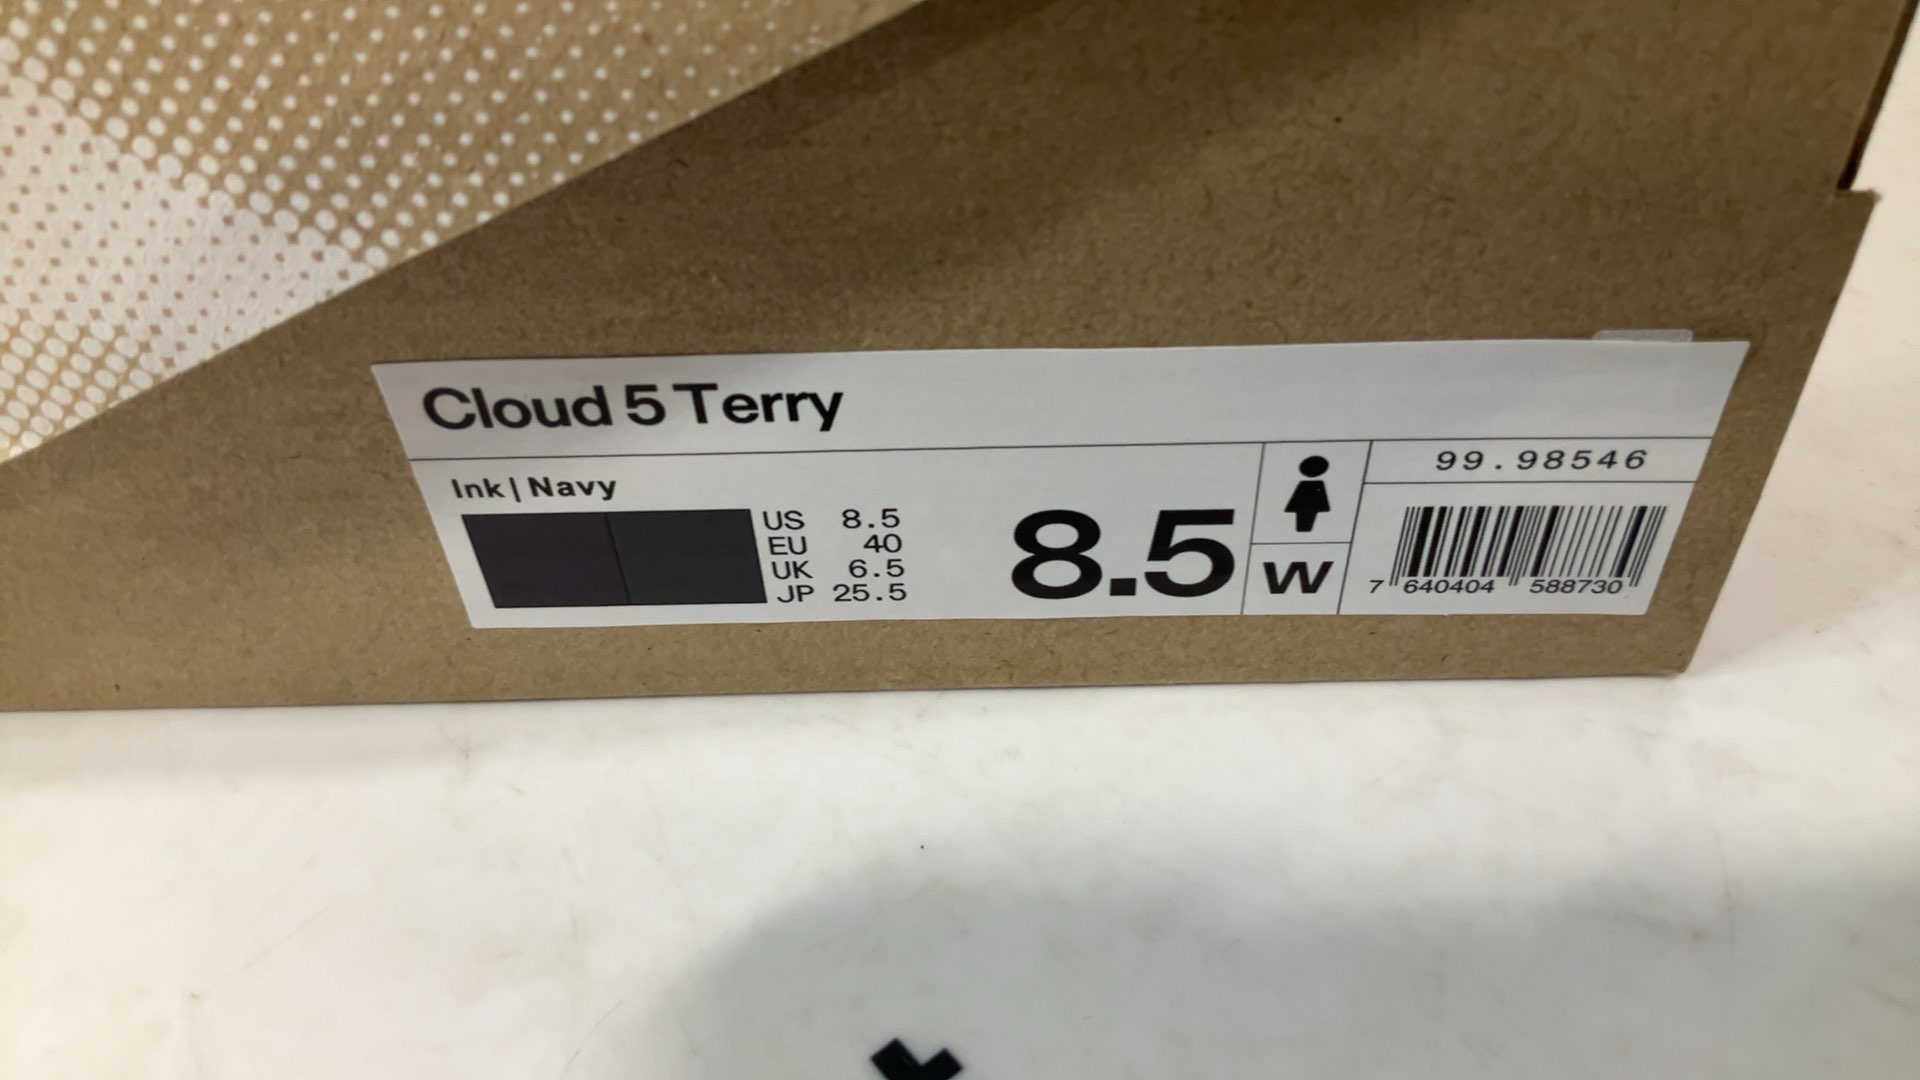 Cloud 5 Terry
Ink | Navy
US 8.5
EU 40
UK 6.5
JP 25.5
8.5
W
99.98546
7 640404 588730